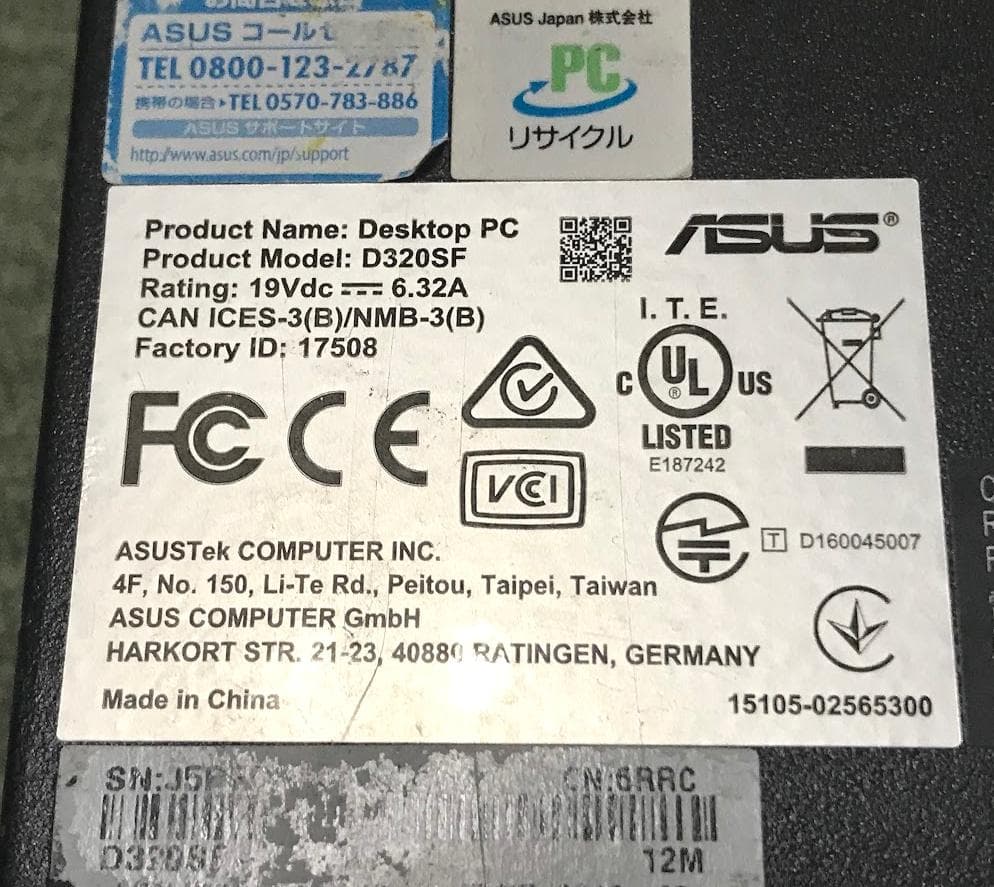 ASUS コール
TEL 0800-123-2787
携帯の場合▸TEL 0570-783-886
ASUS サポートサイト
http://www.asus.com/jp/support
ASUS Japan 株式会社
PC
リサイクル
Product Name: Desktop PC
Product Model: D320SF
Rating: 19Vdc ⎓ 6.32A
CAN ICES-3(B)/NMB-3(B)
Factory ID: 17508
ASUS®
I. T. E.
C UL® US
LISTED
E187242
FC CE
VCCI
T D160045007
ASUSTek COMPUTER INC.
4F, No. 150, Li-Te Rd., Peitou, Taipei, Taiwan
ASUS COMPUTER GmbH
HARKORT STR. 21-23, 40880 RATINGEN, GERMANY
Made in China
15105-02565300
SN:J5
CN:6RRC
D320SF
12M